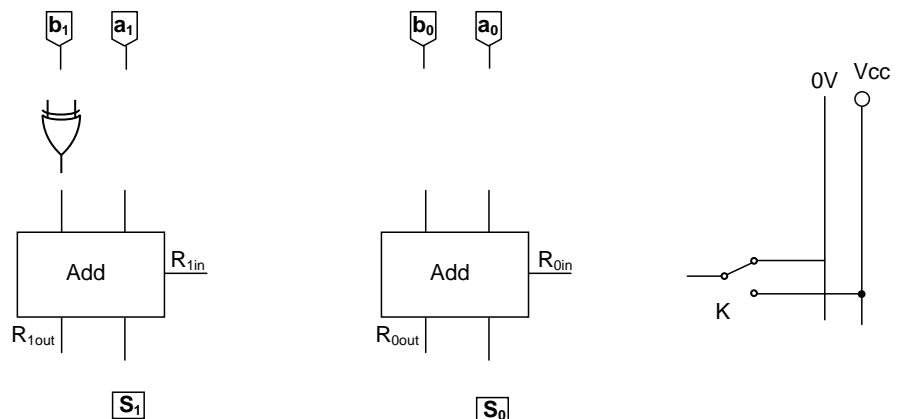 b₁ a₁ b₀ a₀
0V Vcc
Add R₁ᵢₙ Add R₀ᵢₙ
K
R₁ₒᵤₜ R₀ₒᵤₜ
S₁ S₀